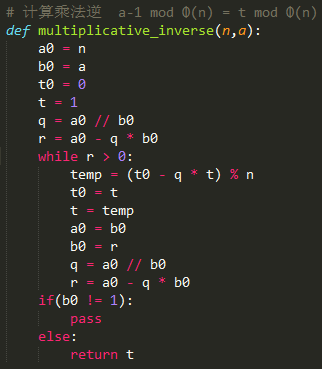 # 计算乘法逆  a-1 mod Φ(n) = t mod Φ(n)
def multiplicative_inverse(n,a):
    a0 = n
    b0 = a
    t0 = 0
    t = 1
    q = a0 // b0
    r = a0 - q * b0
    while r > 0:
        temp = (t0 - q * t) % n
        t0 = t
        t = temp
        a0 = b0
        b0 = r
        q = a0 // b0
        r = a0 - q * b0
    if(b0 != 1):
        pass
    else:
        return t